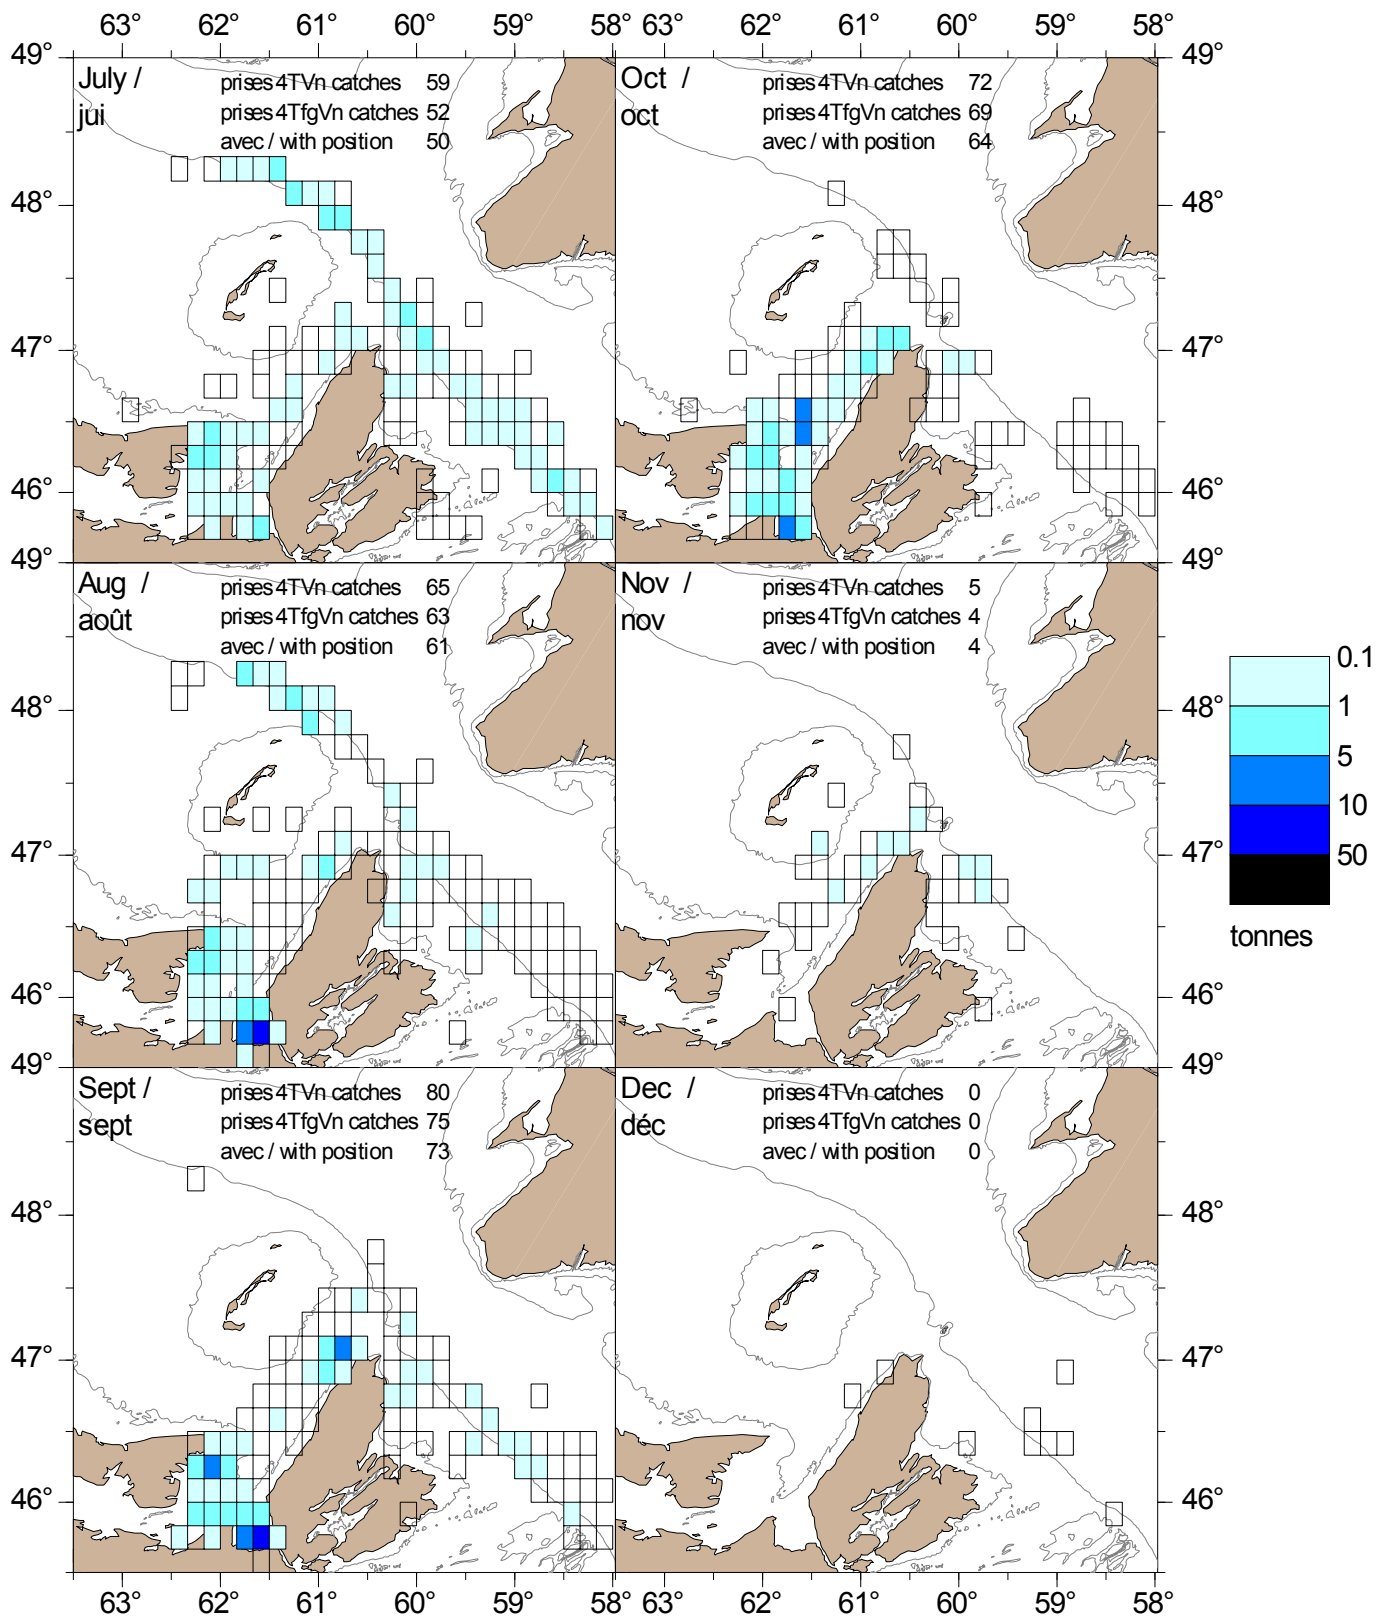 63° 62° 61° 60° 59° 58° 63° 62° 61° 60° 59° 58°
49° 49°
July / jui
prises 4TVn catches 59
prises 4TfgVn catches 52
avec / with position 50
Oct / oct
prises 4TVn catches 72
prises 4TfgVn catches 69
avec / with position 64
48° 48°
47° 47°
46° 46°
49° 49°
Aug / août
prises 4TVn catches 65
prises 4TfgVn catches 63
avec / with position 61
Nov / nov
prises 4TVn catches 5
prises 4TfgVn catches 4
avec / with position 4
48° 48°
47° 47°
46° 46°
0.1
1
5
10
50
tonnes
49° 49°
Sept / sept
prises 4TVn catches 80
prises 4TfgVn catches 75
avec / with position 73
Dec / déc
prises 4TVn catches 0
prises 4TfgVn catches 0
avec / with position 0
48° 48°
47° 47°
46° 46°
63° 62° 61° 60° 59° 58° 63° 62° 61° 60° 59° 58°